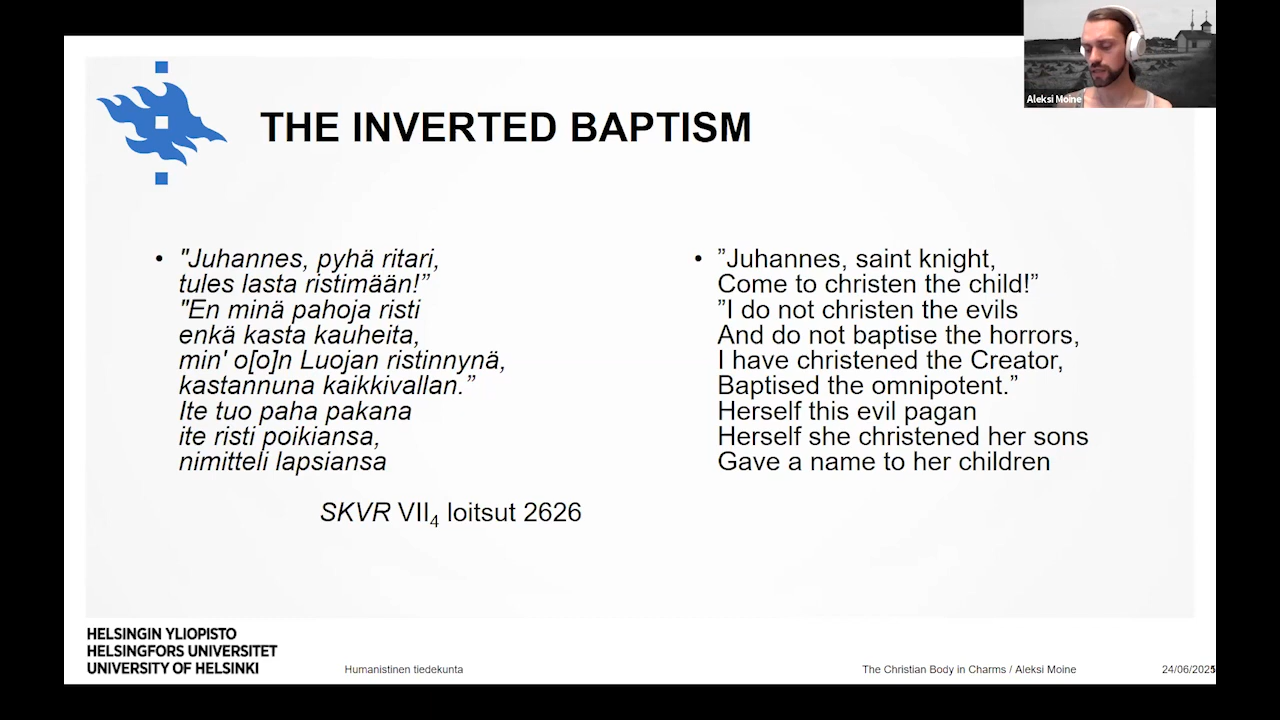 Aleksi Moine
THE INVERTED BAPTISM
• "Juhannes, pyhä ritari,
tules lasta ristimään!”
"En minä pahoja risti
enkä kasta kauheita,
min' o[o]n Luojan ristinnynä,
kastannuna kaikkivallan.”
Ite tuo paha pakana
ite risti poikiansa,
nimitteli lapsiansa
SKVR VII4 loitsut 2626
• ”Juhannes, saint knight,
Come to christen the child!”
”I do not christen the evils
And do not baptise the horrors,
I have christened the Creator,
Baptised the omnipotent.”
Herself this evil pagan
Herself she christened her sons
Gave a name to her children
HELSINGIN YLIOPISTO
HELSINGFORS UNIVERSITET
UNIVERSITY OF HELSINKI
Humanistinen tiedekunta
The Christian Body in Charms / Aleksi Moine